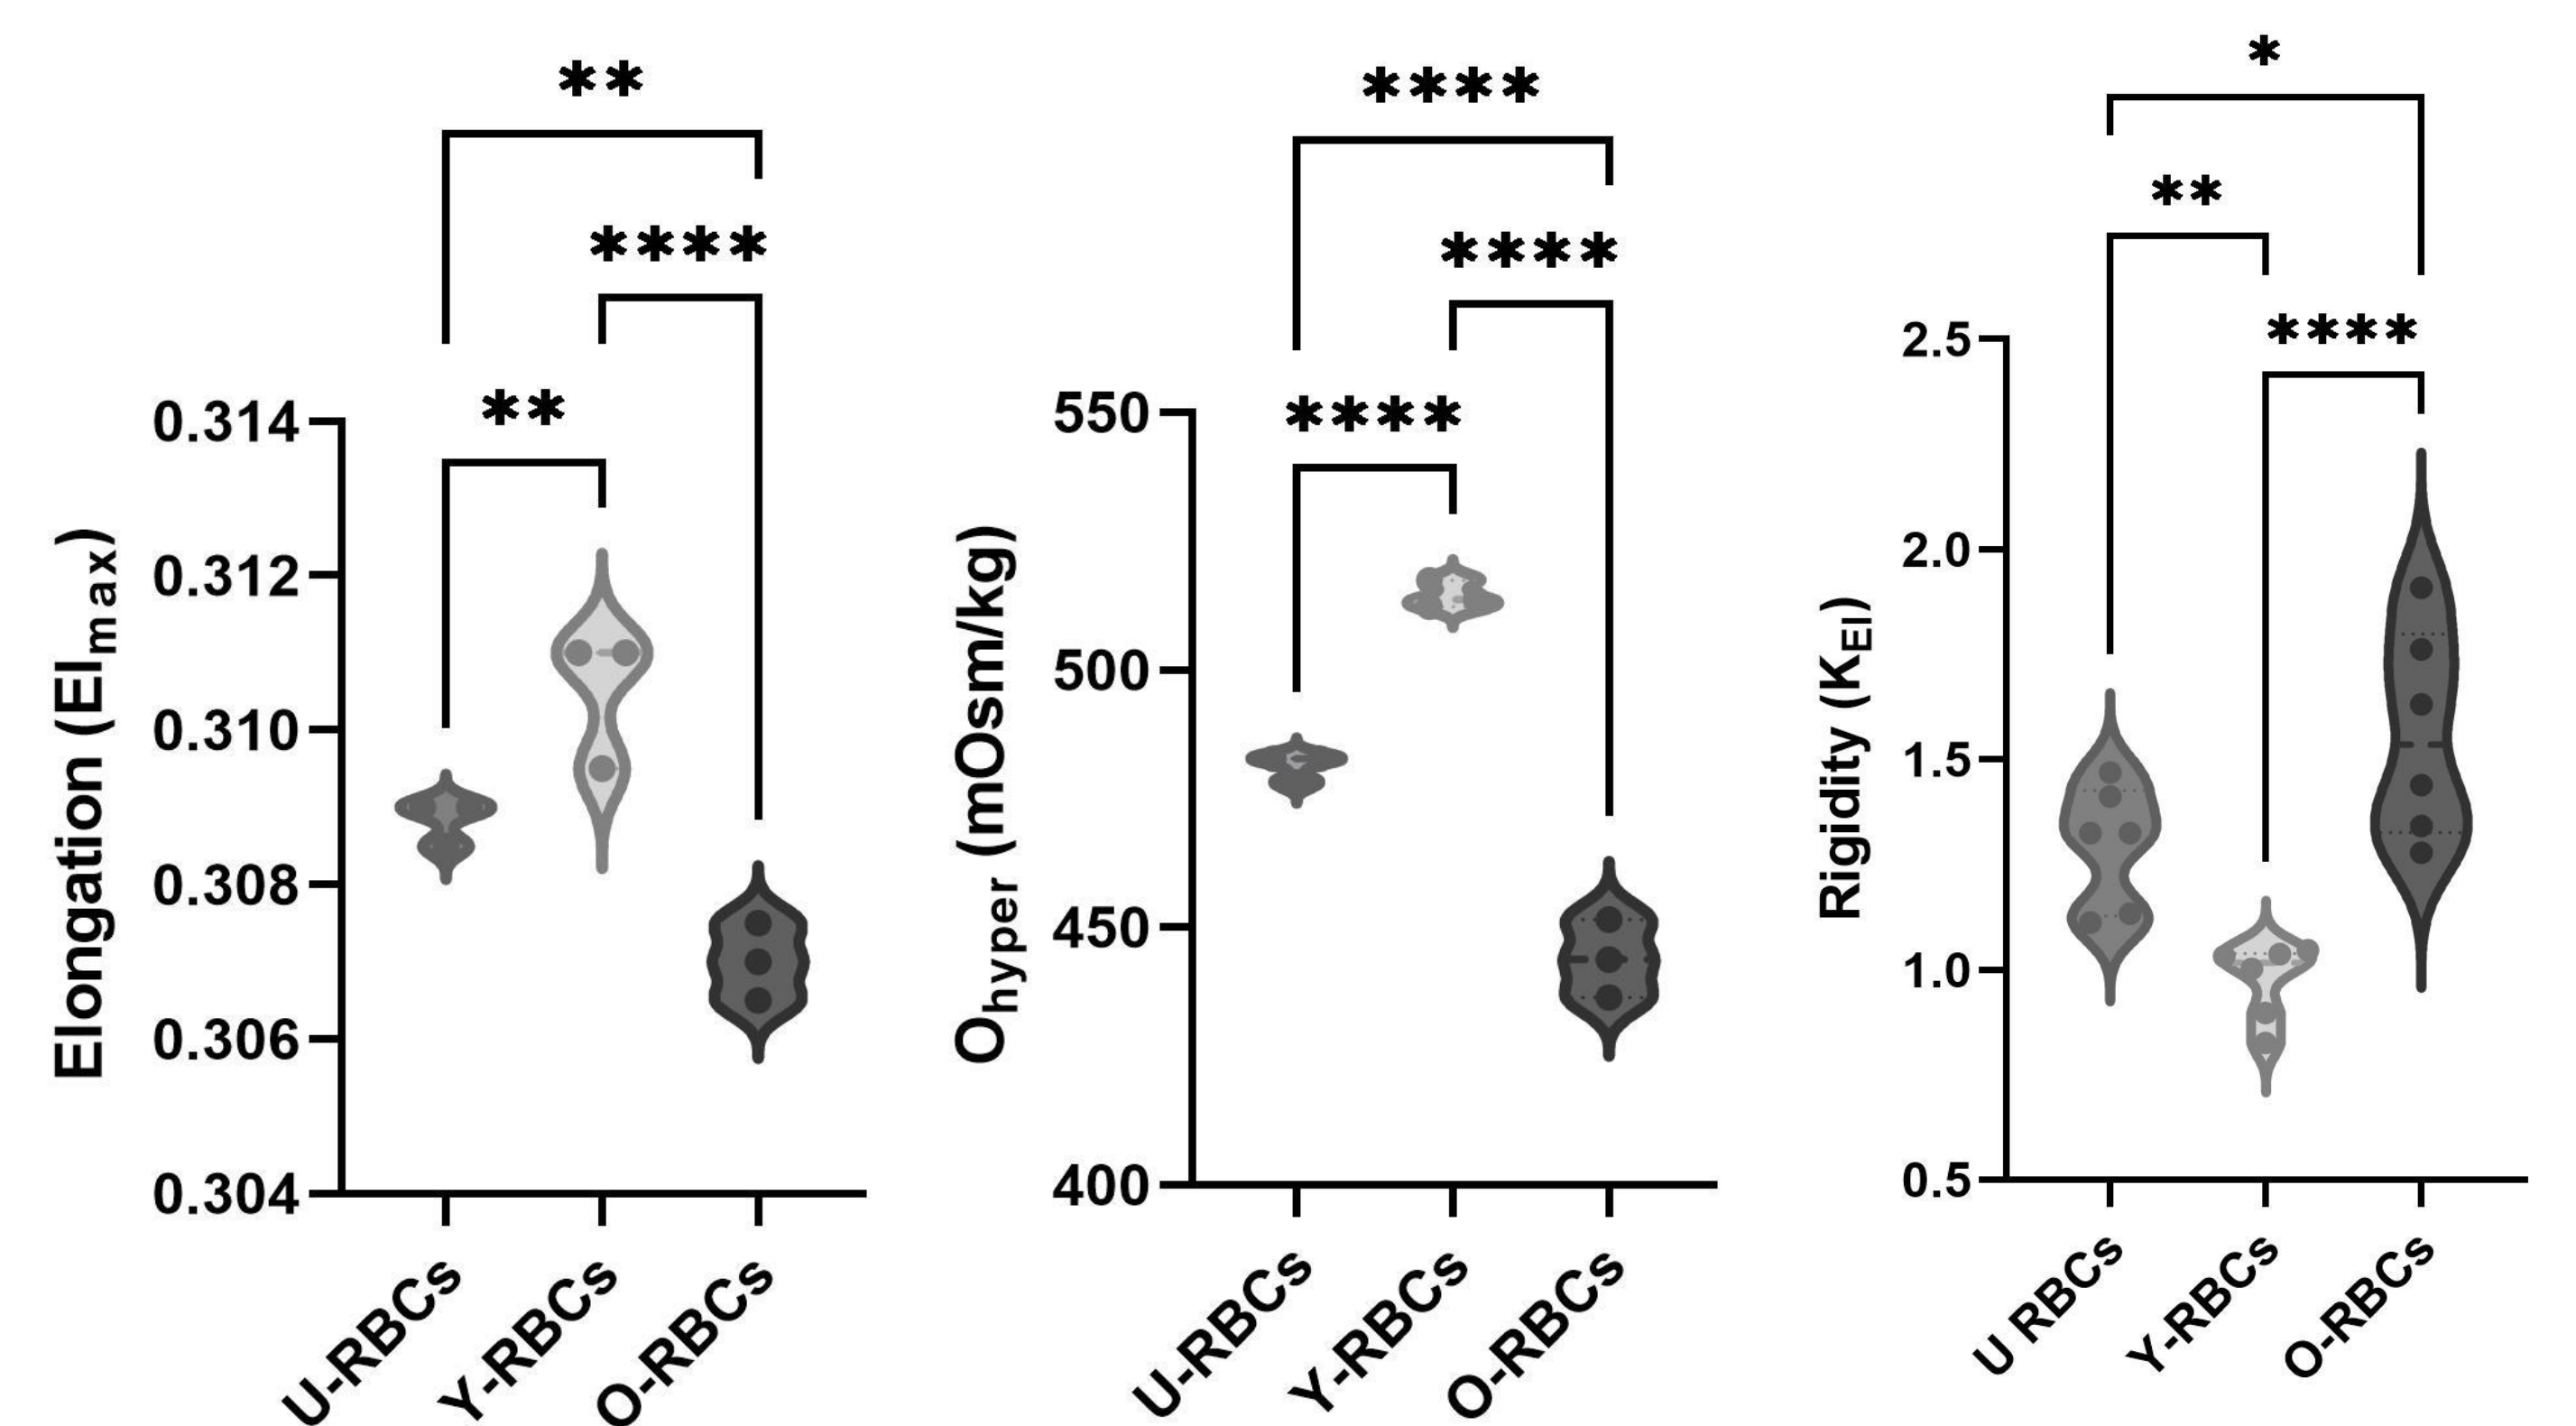 **
****
**
0.314
0.312
0.310
0.308
0.306
0.304
Elongation (EImax)
U-RBCs
Y-RBCs
O-RBCs
****
****
****
550
500
450
400
Ohyper (mOsm/kg)
U-RBCs
Y-RBCs
O-RBCs
*
**
****
2.5
2.0
1.5
1.0
0.5
Rigidity (KEI)
U RBCs
Y-RBCs
O-RBCs